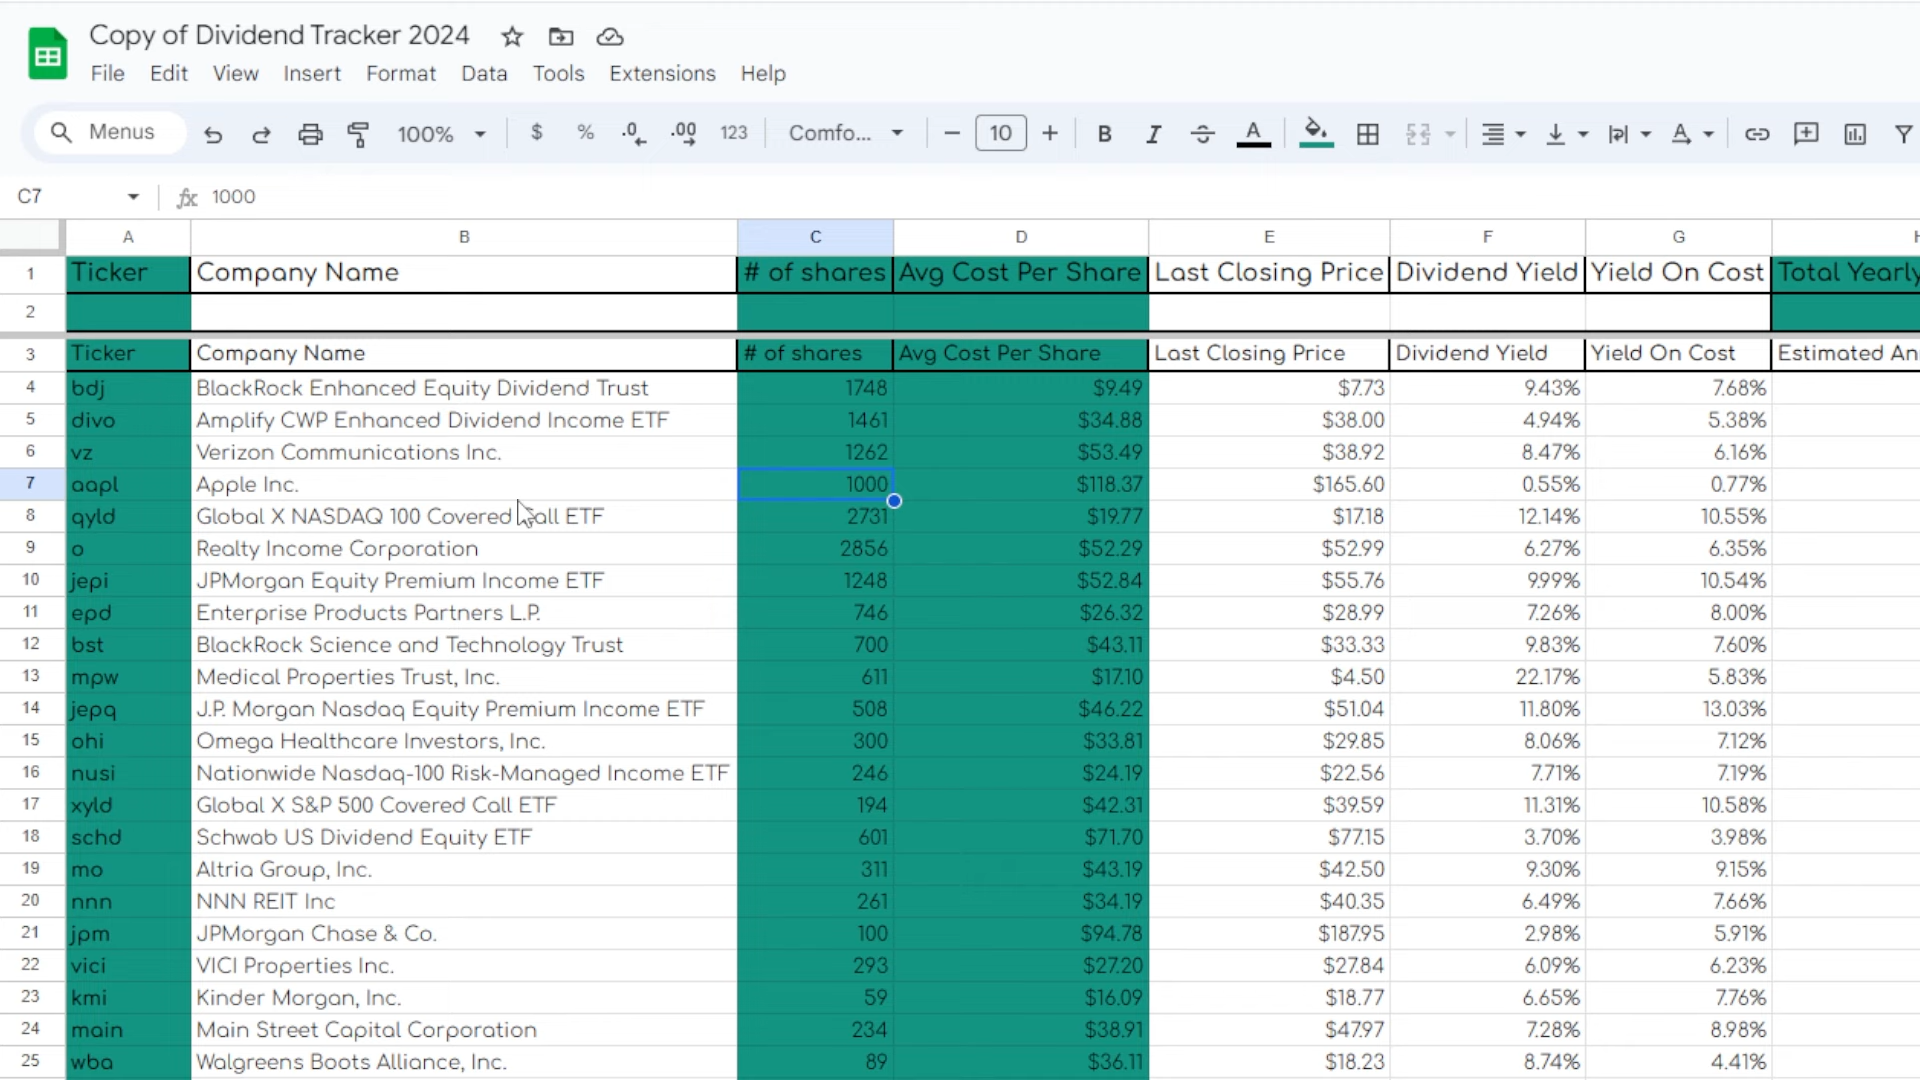 Copy of Dividend Tracker 2024
File Edit View Insert Format Data Tools Extensions Help
Menus 100% $ % .0 .00 123 Comfo... − 10 + B I A A
C7 fx 1000
A B C D E F G H
1 Ticker Company Name # of shares Avg Cost Per Share Last Closing Price Dividend Yield Yield On Cost Total Yearly
2
3 Ticker Company Name # of shares Avg Cost Per Share Last Closing Price Dividend Yield Yield On Cost Estimated An
4 bdj BlackRock Enhanced Equity Dividend Trust 1748 $9.49 $7.73 9.43% 7.68%
5 divo Amplify CWP Enhanced Dividend Income ETF 1461 $34.88 $38.00 4.94% 5.38%
6 vz Verizon Communications Inc. 1262 $53.49 $38.92 8.47% 6.16%
7 aapl Apple Inc. 1000 $118.37 $165.60 0.55% 0.77%
8 qyld Global X NASDAQ 100 Covered Call ETF 2731 $19.77 $17.18 12.14% 10.55%
9 o Realty Income Corporation 2856 $52.29 $52.99 6.27% 6.35%
10 jepi JPMorgan Equity Premium Income ETF 1248 $52.84 $55.76 9.99% 10.54%
11 epd Enterprise Products Partners L.P. 746 $26.32 $28.99 7.26% 8.00%
12 bst BlackRock Science and Technology Trust 700 $43.11 $33.33 9.83% 7.60%
13 mpw Medical Properties Trust, Inc. 611 $17.10 $4.50 22.17% 5.83%
14 jepq J.P. Morgan Nasdaq Equity Premium Income ETF 508 $46.22 $51.04 11.80% 13.03%
15 ohi Omega Healthcare Investors, Inc. 300 $33.81 $29.85 8.06% 7.12%
16 nusi Nationwide Nasdaq-100 Risk-Managed Income ETF 246 $24.19 $22.56 7.71% 7.19%
17 xyld Global X S&P 500 Covered Call ETF 194 $42.31 $39.59 11.31% 10.58%
18 schd Schwab US Dividend Equity ETF 601 $71.70 $77.15 3.70% 3.98%
19 mo Altria Group, Inc. 311 $43.19 $42.50 9.30% 9.15%
20 nnn NNN REIT Inc 261 $34.19 $40.35 6.49% 7.66%
21 jpm JPMorgan Chase & Co. 100 $94.78 $187.95 2.98% 5.91%
22 vici VICI Properties Inc. 293 $27.20 $27.84 6.09% 6.23%
23 kmi Kinder Morgan, Inc. 59 $16.09 $18.77 6.65% 7.76%
24 main Main Street Capital Corporation 234 $38.91 $47.97 7.28% 8.98%
25 wba Walgreens Boots Alliance, Inc. 89 $36.11 $18.23 8.74% 4.41%